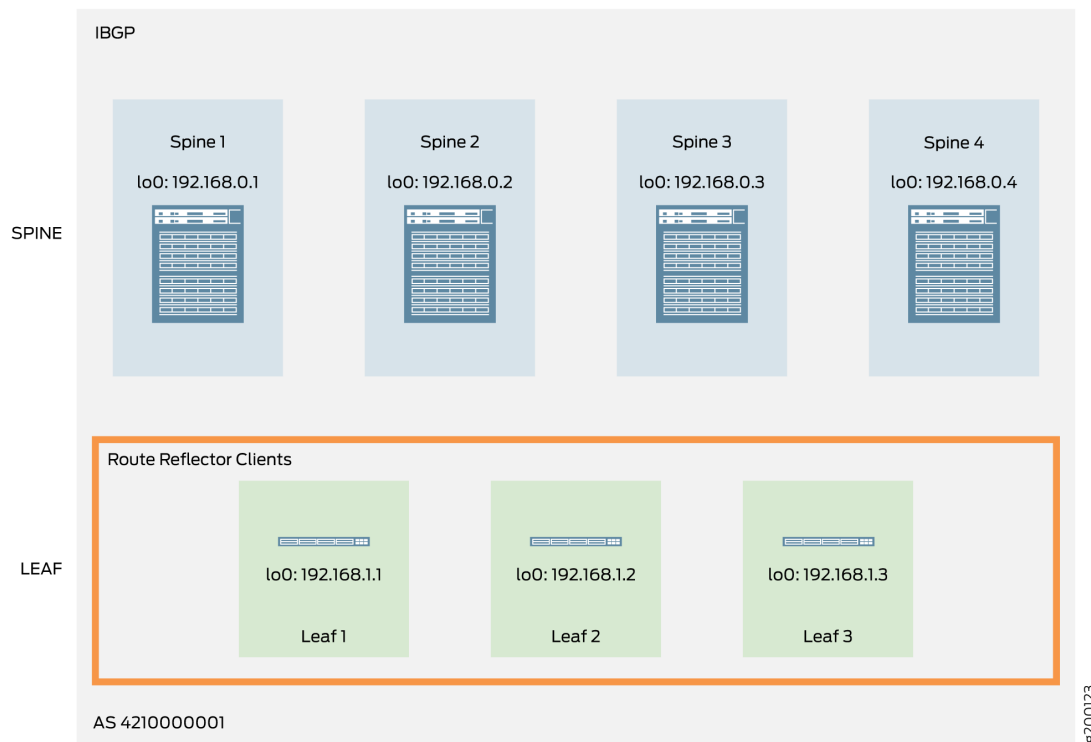 IBGP
Spine 1
lo0: 192.168.0.1
Spine 2
lo0: 192.168.0.2
Spine 3
lo0: 192.168.0.3
Spine 4
lo0: 192.168.0.4
SPINE
Route Reflector Clients
LEAF
lo0: 192.168.1.1
Leaf 1
lo0: 192.168.1.2
Leaf 2
lo0: 192.168.1.3
Leaf 3
AS 4210000001
g200123